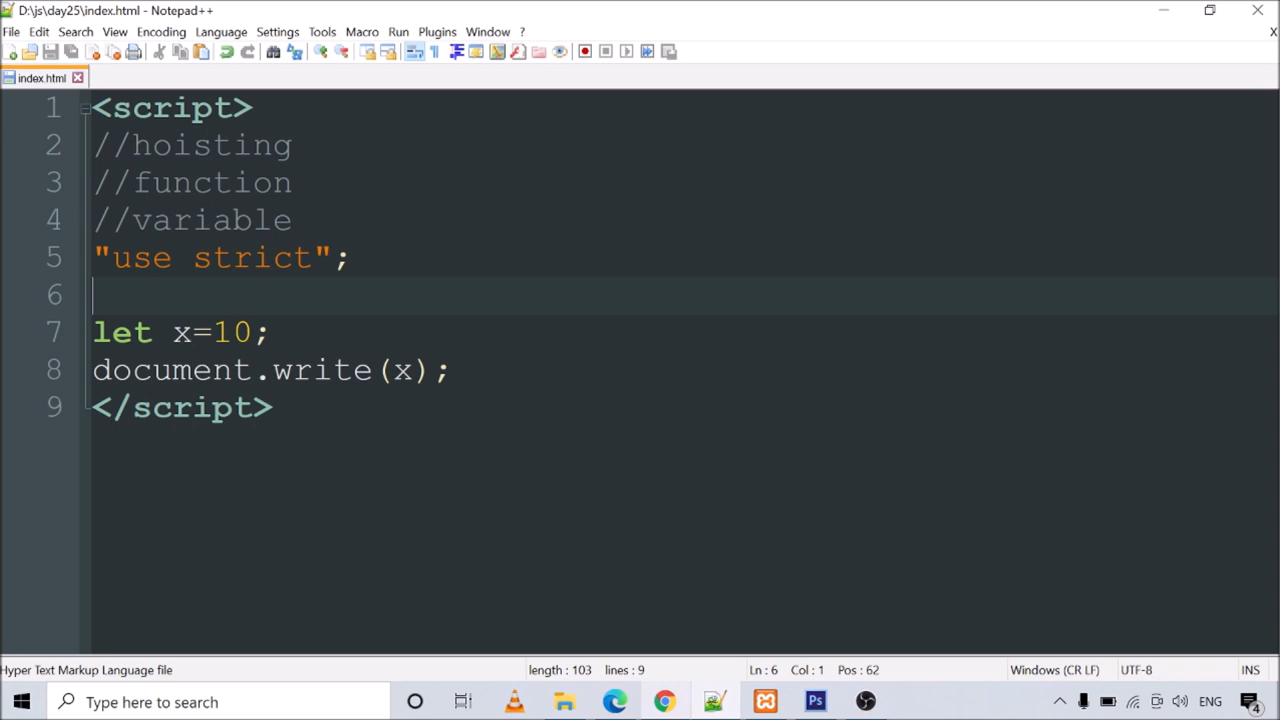 D:\js\day25\index.html - Notepad++
File Edit Search View Encoding Language Settings Tools Macro Run Plugins Window ? X
index.html
1 <script>
2 //hoisting
3 //function
4 //variable
5 "use strict";
6
7 let x=10;
8 document.write(x);
9 </script>
Hyper Text Markup Language file length : 103 lines : 9 Ln : 6 Col : 1 Pos : 62 Windows (CR LF) UTF-8 INS
Type here to search Ps ENG 4